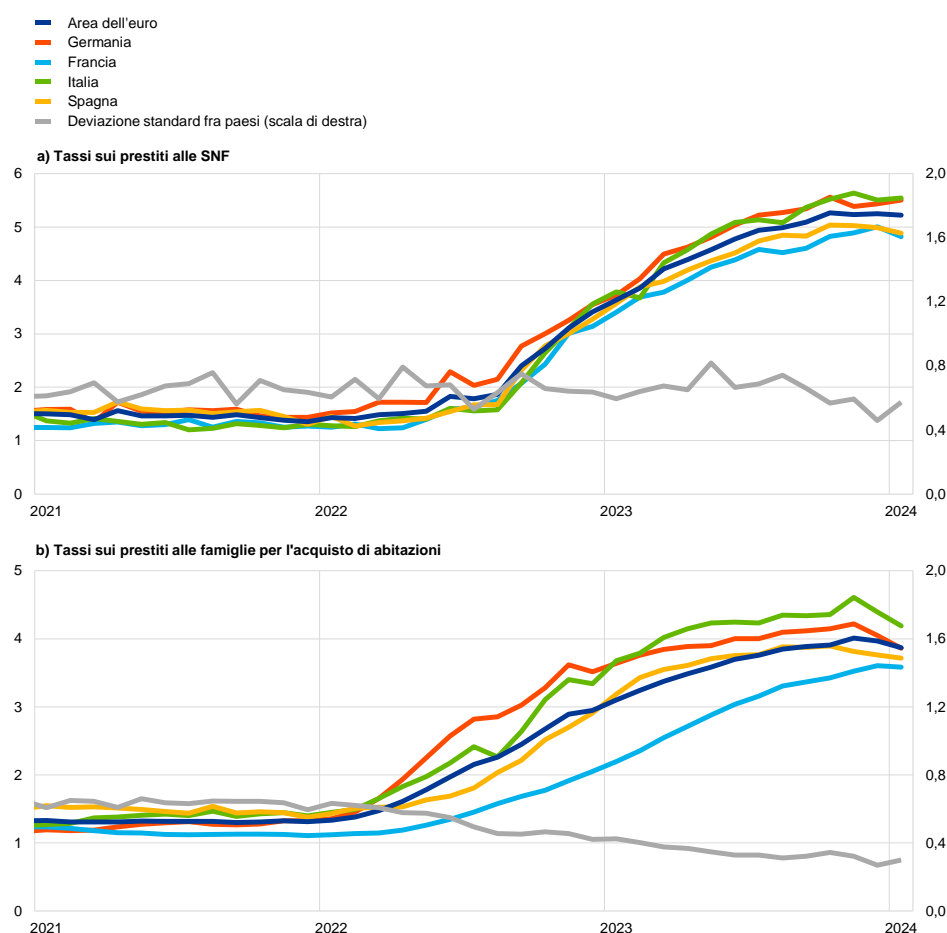 Area dell'euro
Germania
Francia
Italia
Spagna
Deviazione standard fra paesi (scala di destra)
a) Tassi sui prestiti alle SNF
6 2,0
5 1,6
4 1,2
3
2 0,8
1 0,4
0 0,0
2021 2022 2023 2024
b) Tassi sui prestiti alle famiglie per l'acquisto di abitazioni
5 2,0
4 1,6
3 1,2
2 0,8
1 0,4
0 0,0
2021 2022 2023 2024